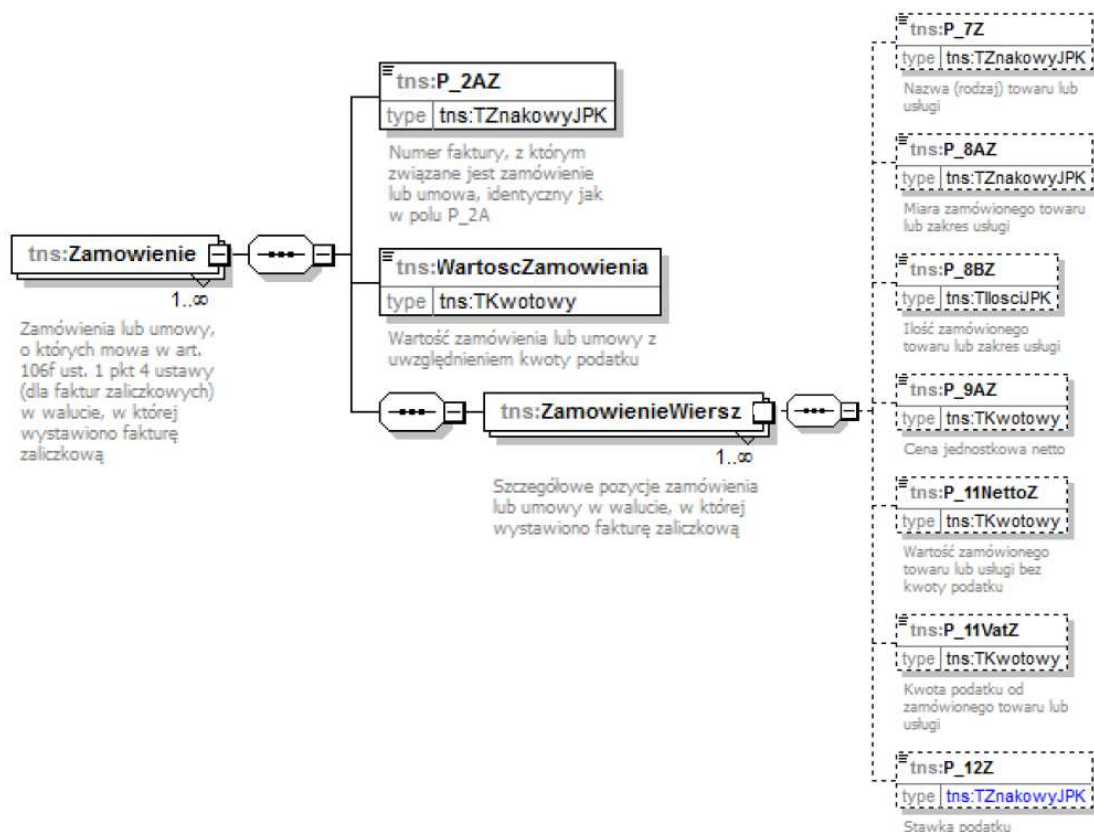 tns:Zamowienie
1..∞
Zamówienia lub umowy,
o których mowa w art.
106f ust. 1 pkt 4 ustawy
(dla faktur zaliczkowych)
w walucie, w której
wystawiono fakturę
zaliczkową
tns:P_2AZ
type tns:TZnakowyJPK
Numer faktury, z którym
związane jest zamówienie
lub umowa, identyczny jak
w polu P_2A
tns:WartoscZamowienia
type tns:TKwotowy
Wartość zamówienia lub umowy z
uwzględnieniem kwoty podatku
tns:ZamowienieWiersz
1..∞
Szczegółowe pozycje zamówienia
lub umowy w walucie, w której
wystawiono fakturę zaliczkową
tns:P_7Z
type tns:TZnakowyJPK
Nazwa (rodzaj) towaru lub
usługi
tns:P_8AZ
type tns:TZnakowyJPK
Miara zamówionego towaru
lub zakres usługi
tns:P_8BZ
type tns:TIlosciJPK
Ilość zamówionego
towaru lub zakres usługi
tns:P_9AZ
type tns:TKwotowy
Cena jednostkowa netto
tns:P_11NettoZ
type tns:TKwotowy
Wartość zamówionego
towaru lub usługi bez
kwoty podatku
tns:P_11VatZ
type tns:TKwotowy
Kwota podatku od
zamówionego towaru lub
usługi
tns:P_12Z
type tns:TZnakowyJPK
Stawka podatku